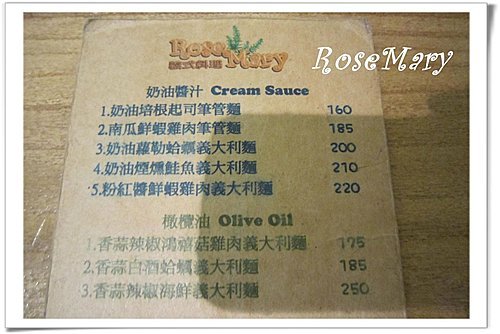 Rose Mary
義式料理
RoseMary
奶油醬汁 Cream Sauce
1.奶油培根起司筆管麵 160
2.南瓜鮮蝦雞肉筆管麵 185
3.奶油蘿勒蛤蠣義大利麵 200
4.奶油煙燻鮭魚義大利麵 210
5.粉紅醬鮮蝦雞肉義大利麵 220
橄欖油 Olive Oil
1.香蒜辣椒鴻禧菇雞肉義大利麵 175
2.香蒜白酒蛤蠣義大利麵 185
3.香蒜辣椒海鮮義大利麵 250